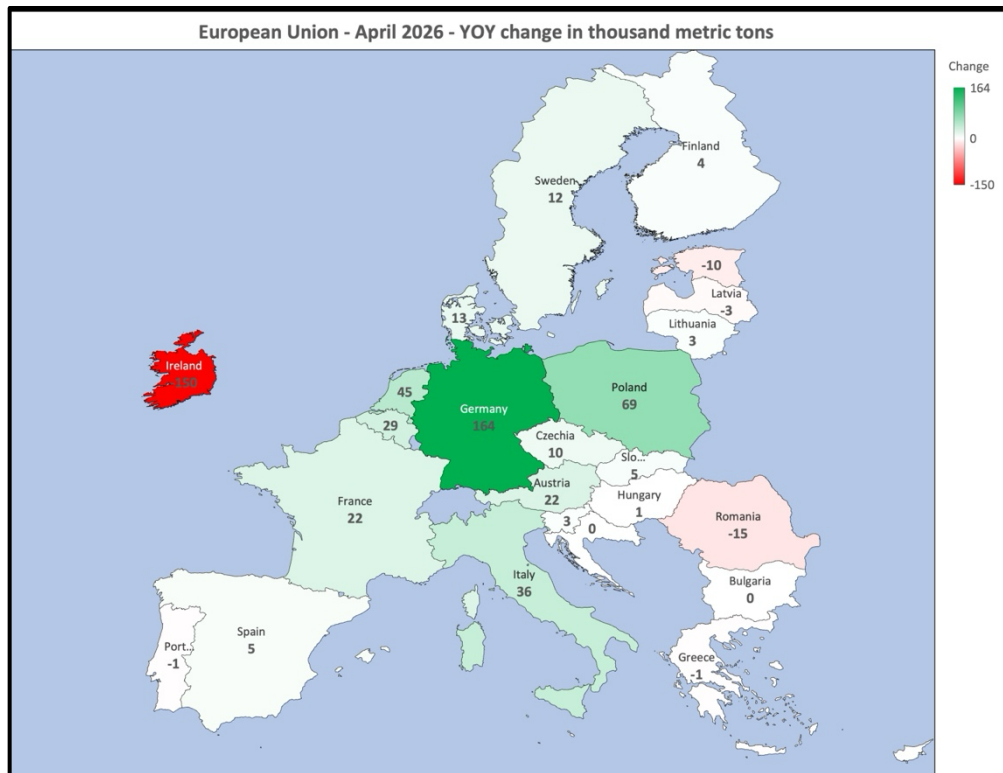 European Union - April 2026 - YOY change in thousand metric tons
Change
164
0
-150
Finland
4
Sweden
12
-10
Latvia
-3
Lithuania
3
13
Ireland
-150
45
Germany
164
Poland
69
29
Czechia
10
Slo...
5
Austria
22
Hungary
1
France
22
3
0
Romania
-15
Italy
36
Bulgaria
0
Spain
5
Port...
-1
Greece
-1